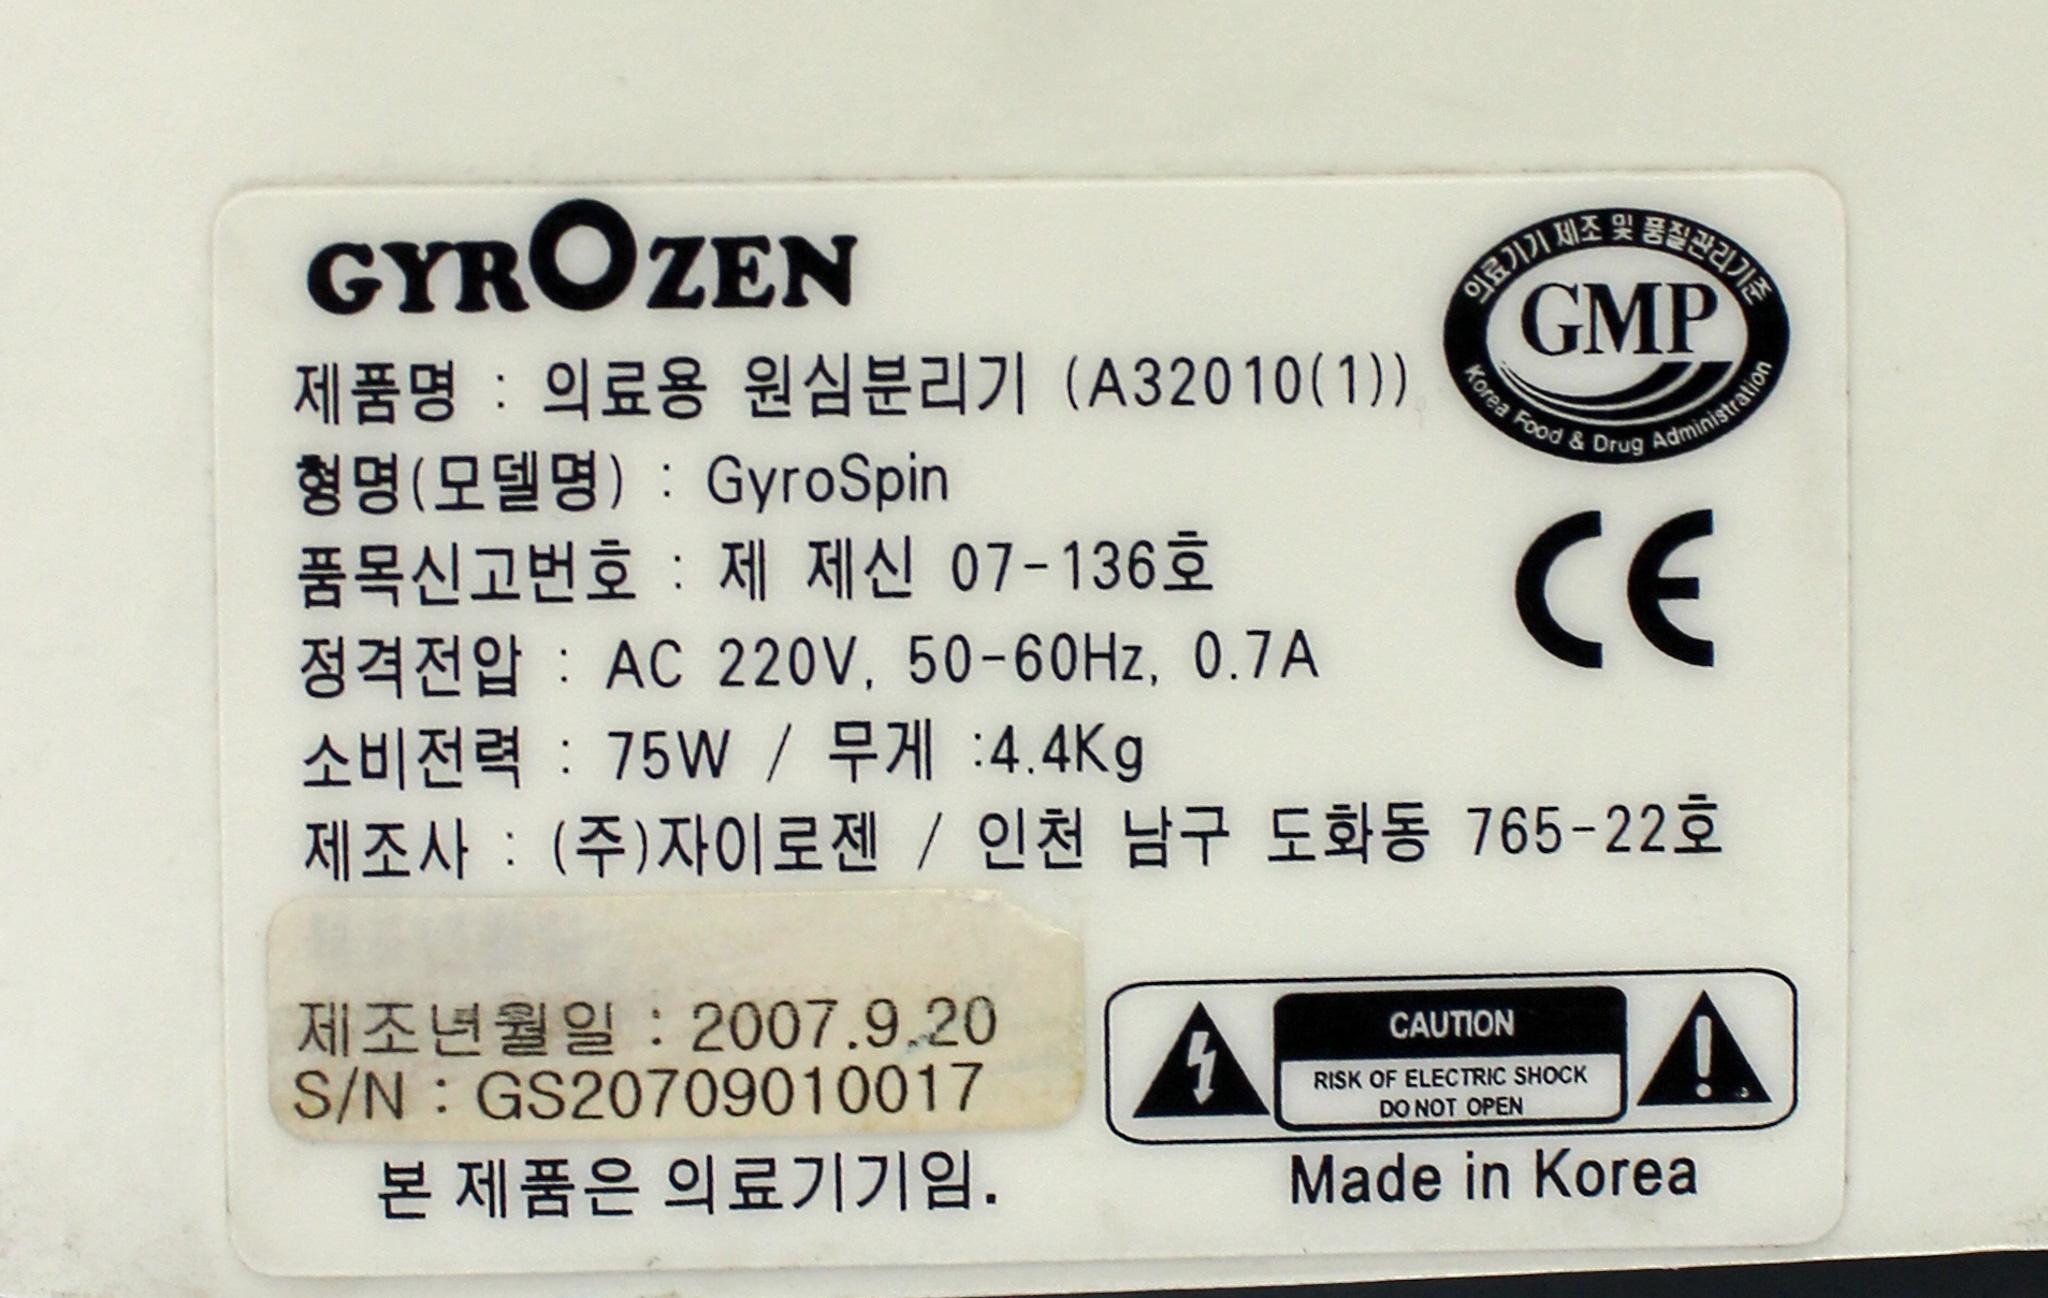 GYROZEN
의료기기 제조 및 품질관리기준
GMP
Korea Food & Drug Administration
제품명 : 의료용 원심분리기 (A32010(1))
형명(모델명) : GyroSpin
품목신고번호 : 제 제신 07-136호
정격전압 : AC 220V, 50-60Hz, 0.7A
CE
소비전력 : 75W / 무게 :4.4Kg
제조사 : (주)자이로젠 / 인천 남구 도화동 765-22호
제조년월일 : 2007.9.20
S/N : GS20709010017
CAUTION
RISK OF ELECTRIC SHOCK
DO NOT OPEN
본 제품은 의료기기임.
Made in Korea